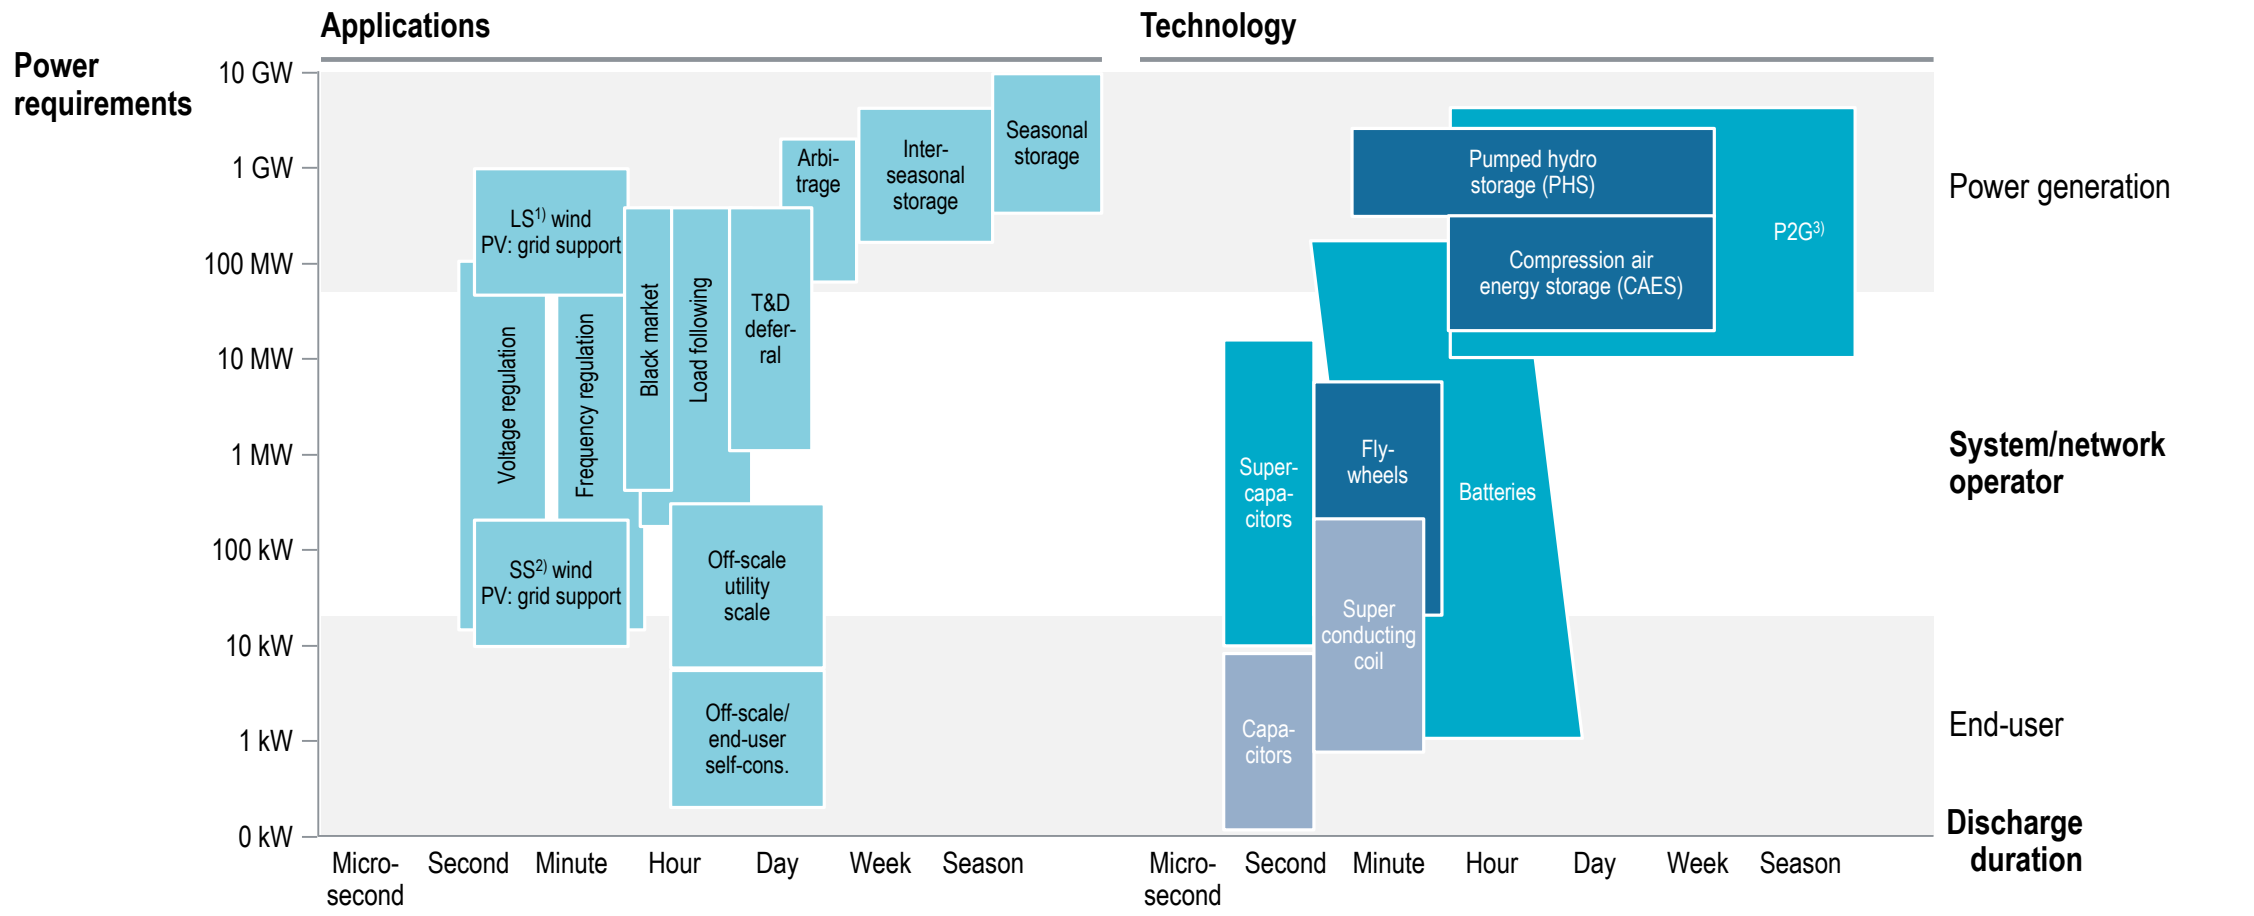 Applications
Technology
Power
requirements
10 GW
1 GW
100 MW
10 MW
1 MW
100 kW
10 kW
1 kW
0 kW
LS1) wind
PV: grid support
Voltage regulation
Frequency regulation
SS2) wind
PV: grid support
Black market
Load following
T&D
defer-
ral
Arbi-
trage
Inter-
seasonal
storage
Seasonal
storage
Off-scale
utility
scale
Off-scale/
end-user
self-cons.
Pumped hydro
storage (PHS)
Compression air
energy storage (CAES)
P2G3)
Super-
capa-
citors
Fly-
wheels
Batteries
Super
conducting
coil
Capa-
citors
Power generation
System/network
operator
End-user
Discharge
duration
Micro-
second
Second
Minute
Hour
Day
Week
Season
Micro-
second
Second
Minute
Hour
Day
Week
Season